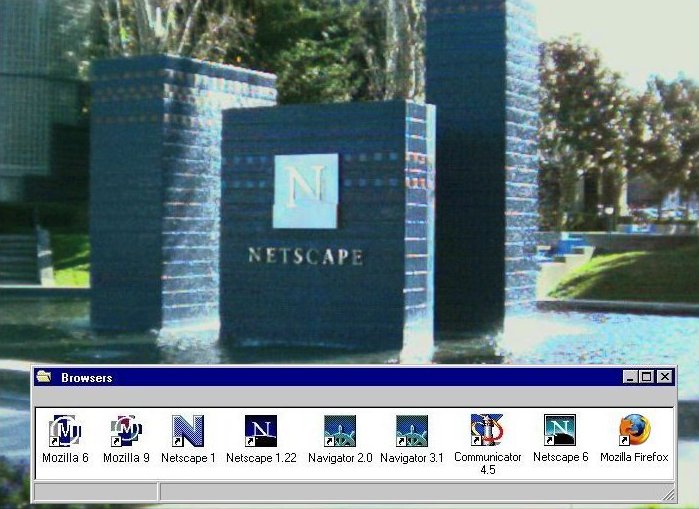 N
NETSCAPE
Browsers
Mozilla 6
Mozilla 9
Netscape 1
Netscape 1.22
Navigator 2.0
Navigator 3.1
Communicator
4.5
Netscape 6
Mozilla Firefox